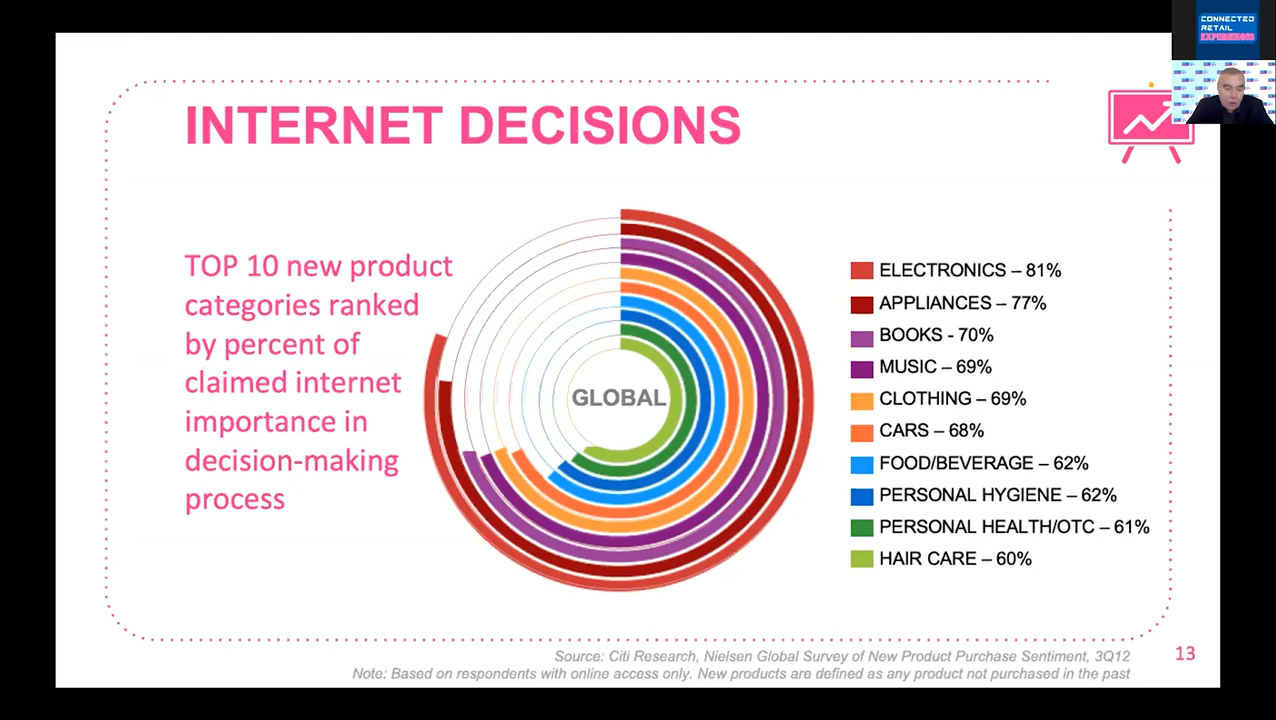 CONNECTED
RETAIL
EXPERIENCES
INTERNET DECISIONS
TOP 10 new product
categories ranked
by percent of
claimed internet
importance in
decision-making
process
GLOBAL
ELECTRONICS – 81%
APPLIANCES – 77%
BOOKS - 70%
MUSIC – 69%
CLOTHING – 69%
CARS – 68%
FOOD/BEVERAGE – 62%
PERSONAL HYGIENE – 62%
PERSONAL HEALTH/OTC – 61%
HAIR CARE – 60%
Source: Citi Research, Nielsen Global Survey of New Product Purchase Sentiment, 3Q12
Note: Based on respondents with online access only. New products are defined as any product not purchased in the past
13